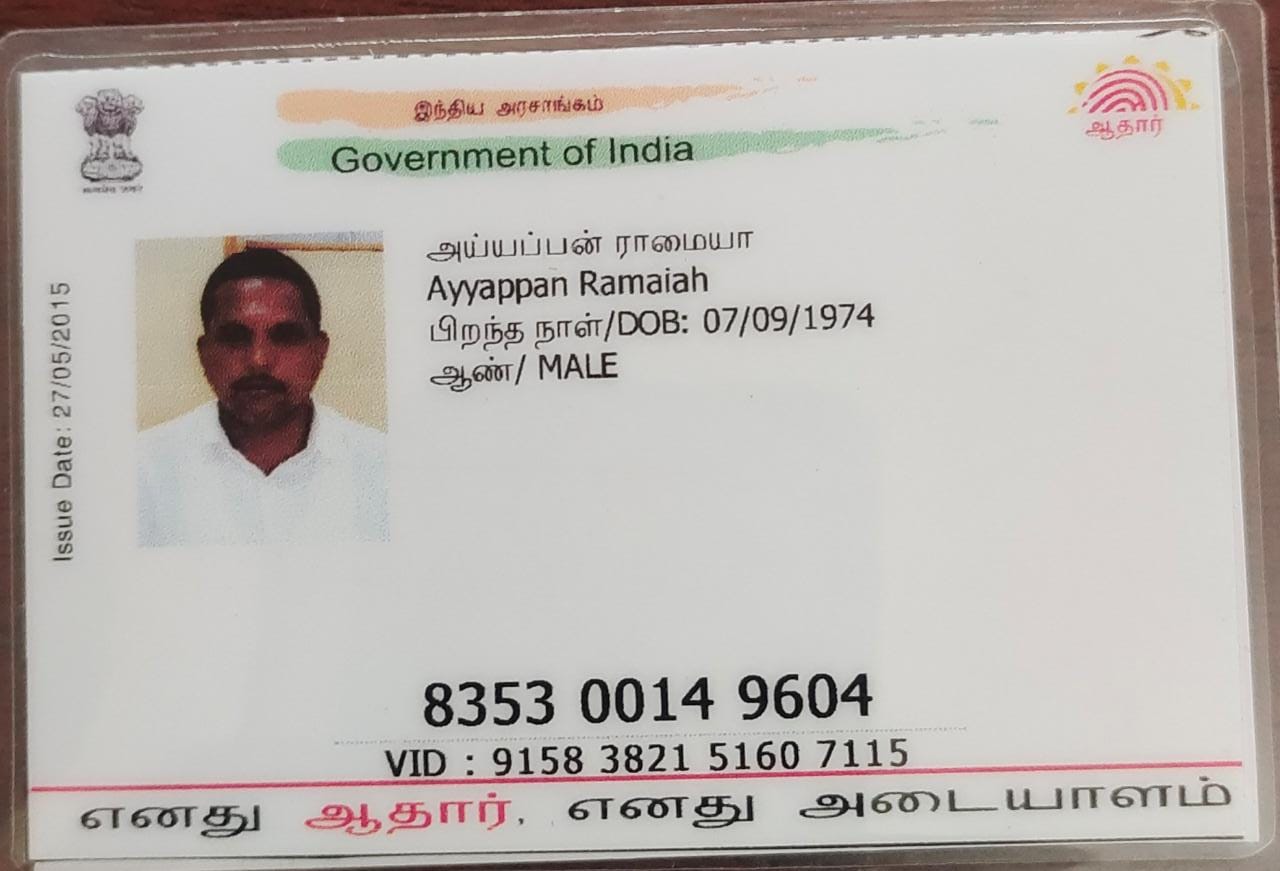 இந்திய அரசாங்கம்
Government of India
ஆதார்
அய்யப்பன் ராமையா
Ayyappan Ramaiah
பிறந்த நாள்/DOB: 07/09/1974
ஆண்/ MALE
Issue Date: 27/05/2015
8353 0014 9604
VID : 9158 3821 5160 7115
எனது ஆதார், எனது அடையாளம்